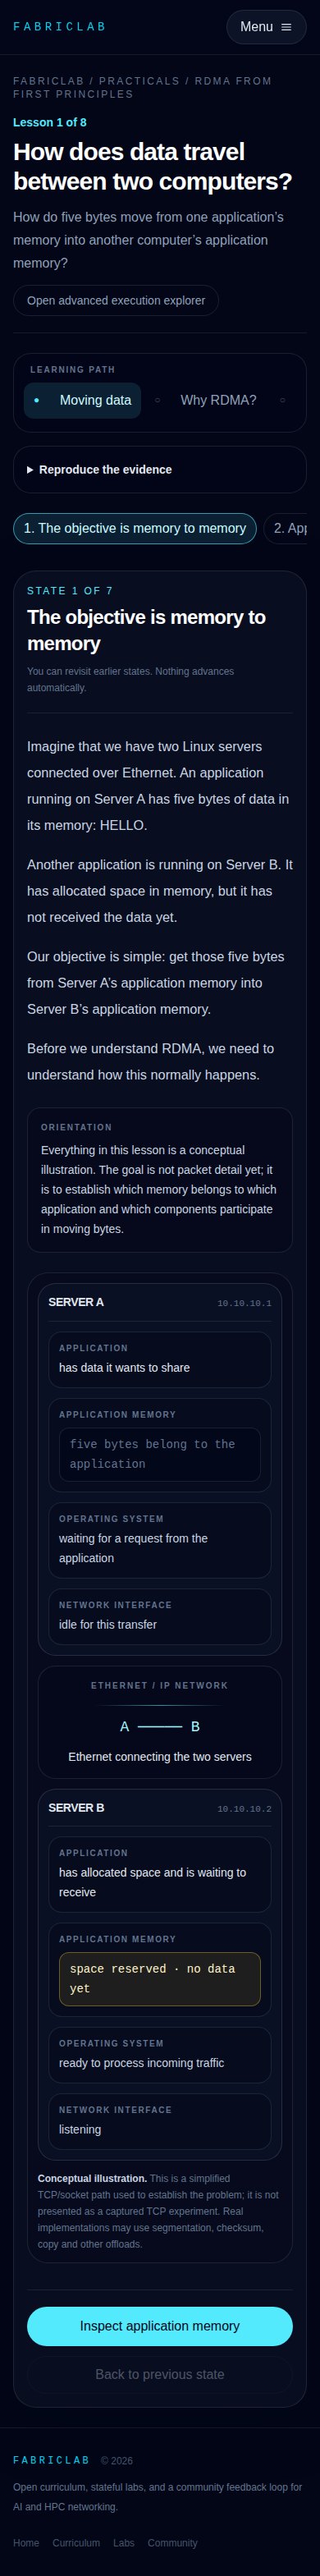 FABRICLAB
Menu
FABRICLAB / PRACTICALS / RDMA FROM
FIRST PRINCIPLES
Lesson 1 of 8
How does data travel
between two computers?
How do five bytes move from one application’s
memory into another computer’s application
memory?
Open advanced execution explorer
LEARNING PATH
Moving data
Why RDMA?
Reproduce the evidence
1. The objective is memory to memory
2. App
STATE 1 OF 7
The objective is memory to
memory
You can revisit earlier states. Nothing advances
automatically.
Imagine that we have two Linux servers
connected over Ethernet. An application
running on Server A has five bytes of data in
its memory: HELLO.
Another application is running on Server B. It
has allocated space in memory, but it has
not received the data yet.
Our objective is simple: get those five bytes
from Server A’s application memory into
Server B’s application memory.
Before we understand RDMA, we need to
understand how this normally happens.
ORIENTATION
Everything in this lesson is a conceptual
illustration. The goal is not packet detail yet; it
is to establish which memory belongs to which
application and which components participate
in moving bytes.
SERVER A
10.10.10.1
APPLICATION
has data it wants to share
APPLICATION MEMORY
five bytes belong to the
application
OPERATING SYSTEM
waiting for a request from the
application
NETWORK INTERFACE
idle for this transfer
ETHERNET / IP NETWORK
A ─── B
Ethernet connecting the two servers
SERVER B
10.10.10.2
APPLICATION
has allocated space and is waiting to
receive
APPLICATION MEMORY
space reserved · no data
yet
OPERATING SYSTEM
ready to process incoming traffic
NETWORK INTERFACE
listening
Conceptual illustration. This is a simplified
TCP/socket path used to establish the problem; it is not
presented as a captured TCP experiment. Real
implementations may use segmentation, checksum,
copy and other offloads.
Inspect application memory
Back to previous state
FABRICLAB © 2026
Open curriculum, stateful labs, and a community feedback loop for
AI and HPC networking.
Home Curriculum Labs Community